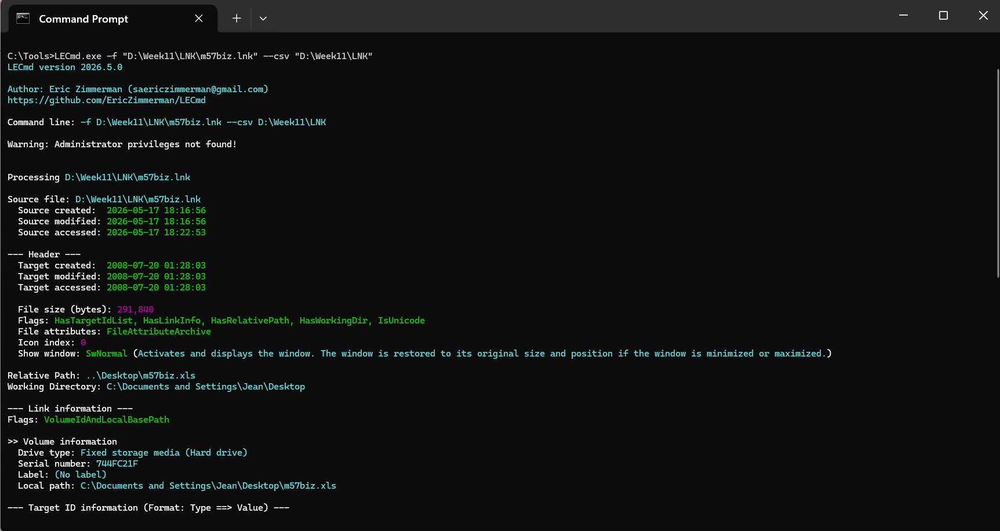 Command Prompt
C:\Tools>LECmd.exe -f "D:\Week11\LNK\m57biz.lnk" --csv "D:\Week11\LNK"
LECmd version 2026.5.0
Author: Eric Zimmerman (saericzimmerman@gmail.com)
https://github.com/EricZimmerman/LECmd
Command line: -f D:\Week11\LNK\m57biz.lnk --csv D:\Week11\LNK
Warning: Administrator privileges not found!
Processing D:\Week11\LNK\m57biz.lnk
Source file: D:\Week11\LNK\m57biz.lnk
  Source created:  2026-05-17 18:16:56
  Source modified: 2026-05-17 18:16:56
  Source accessed: 2026-05-17 18:22:53
--- Header ---
  Target created:  2008-07-20 01:28:03
  Target modified: 2008-07-20 01:28:03
  Target accessed: 2008-07-20 01:28:03
  File size (bytes): 291,840
  Flags: HasTargetIdList, HasLinkInfo, HasRelativePath, HasWorkingDir, IsUnicode
  File attributes: FileAttributeArchive
  Icon index: 0
  Show window: SwNormal (Activates and displays the window. The window is restored to its original size and position if the window is minimized or maximized.)
Relative Path: ..\Desktop\m57biz.xls
Working Directory: C:\Documents and Settings\Jean\Desktop
--- Link information ---
Flags: VolumeIdAndLocalBasePath
>> Volume information
  Drive type: Fixed storage media (Hard drive)
  Serial number: 744FC21F
  Label: (No label)
  Local path: C:\Documents and Settings\Jean\Desktop\m57biz.xls
--- Target ID information (Format: Type ==> Value) ---